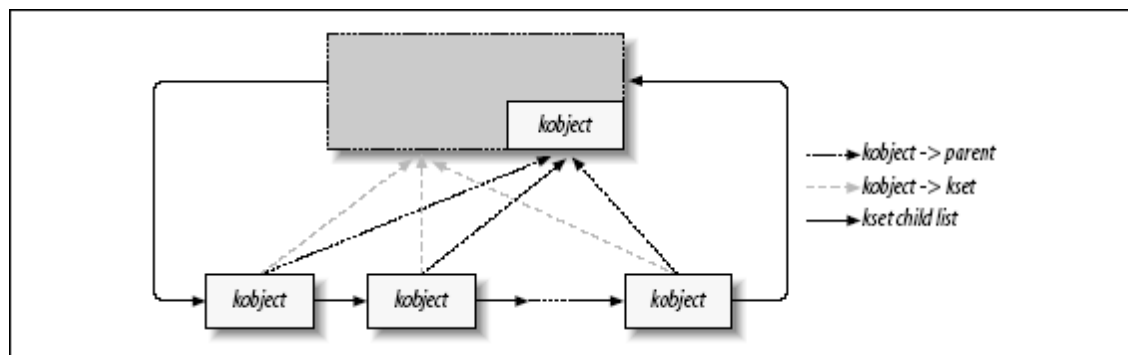 kobject
kobject -> parent
kobject -> kset
kset child list
kobject
kobject
kobject